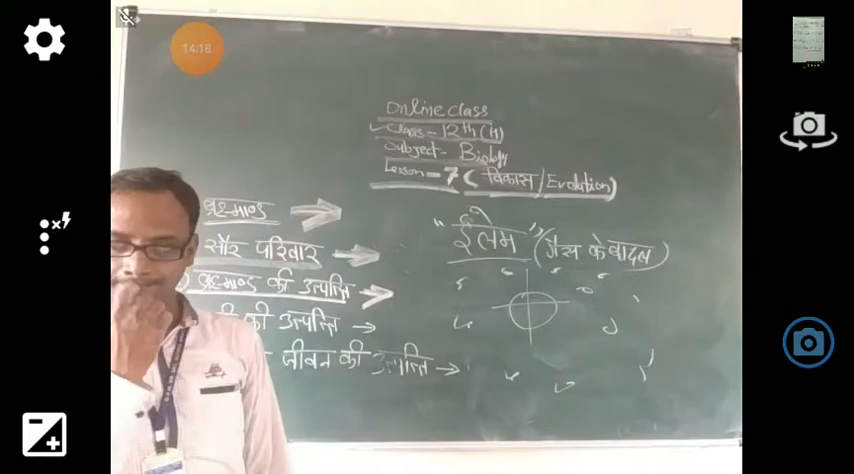 14:18
Online class
✓ Class - 12th (H)
Subject - Biology
Lesson - 7 ( विकास / Evolution)
ब्रह्माण्ड →
सौर परिवार →
) ब्रह्माण्ड की उत्पत्ति →
की उत्पत्ति →
जीवन की उत्पत्ति →
" ईलम " ( गैस के बादल )